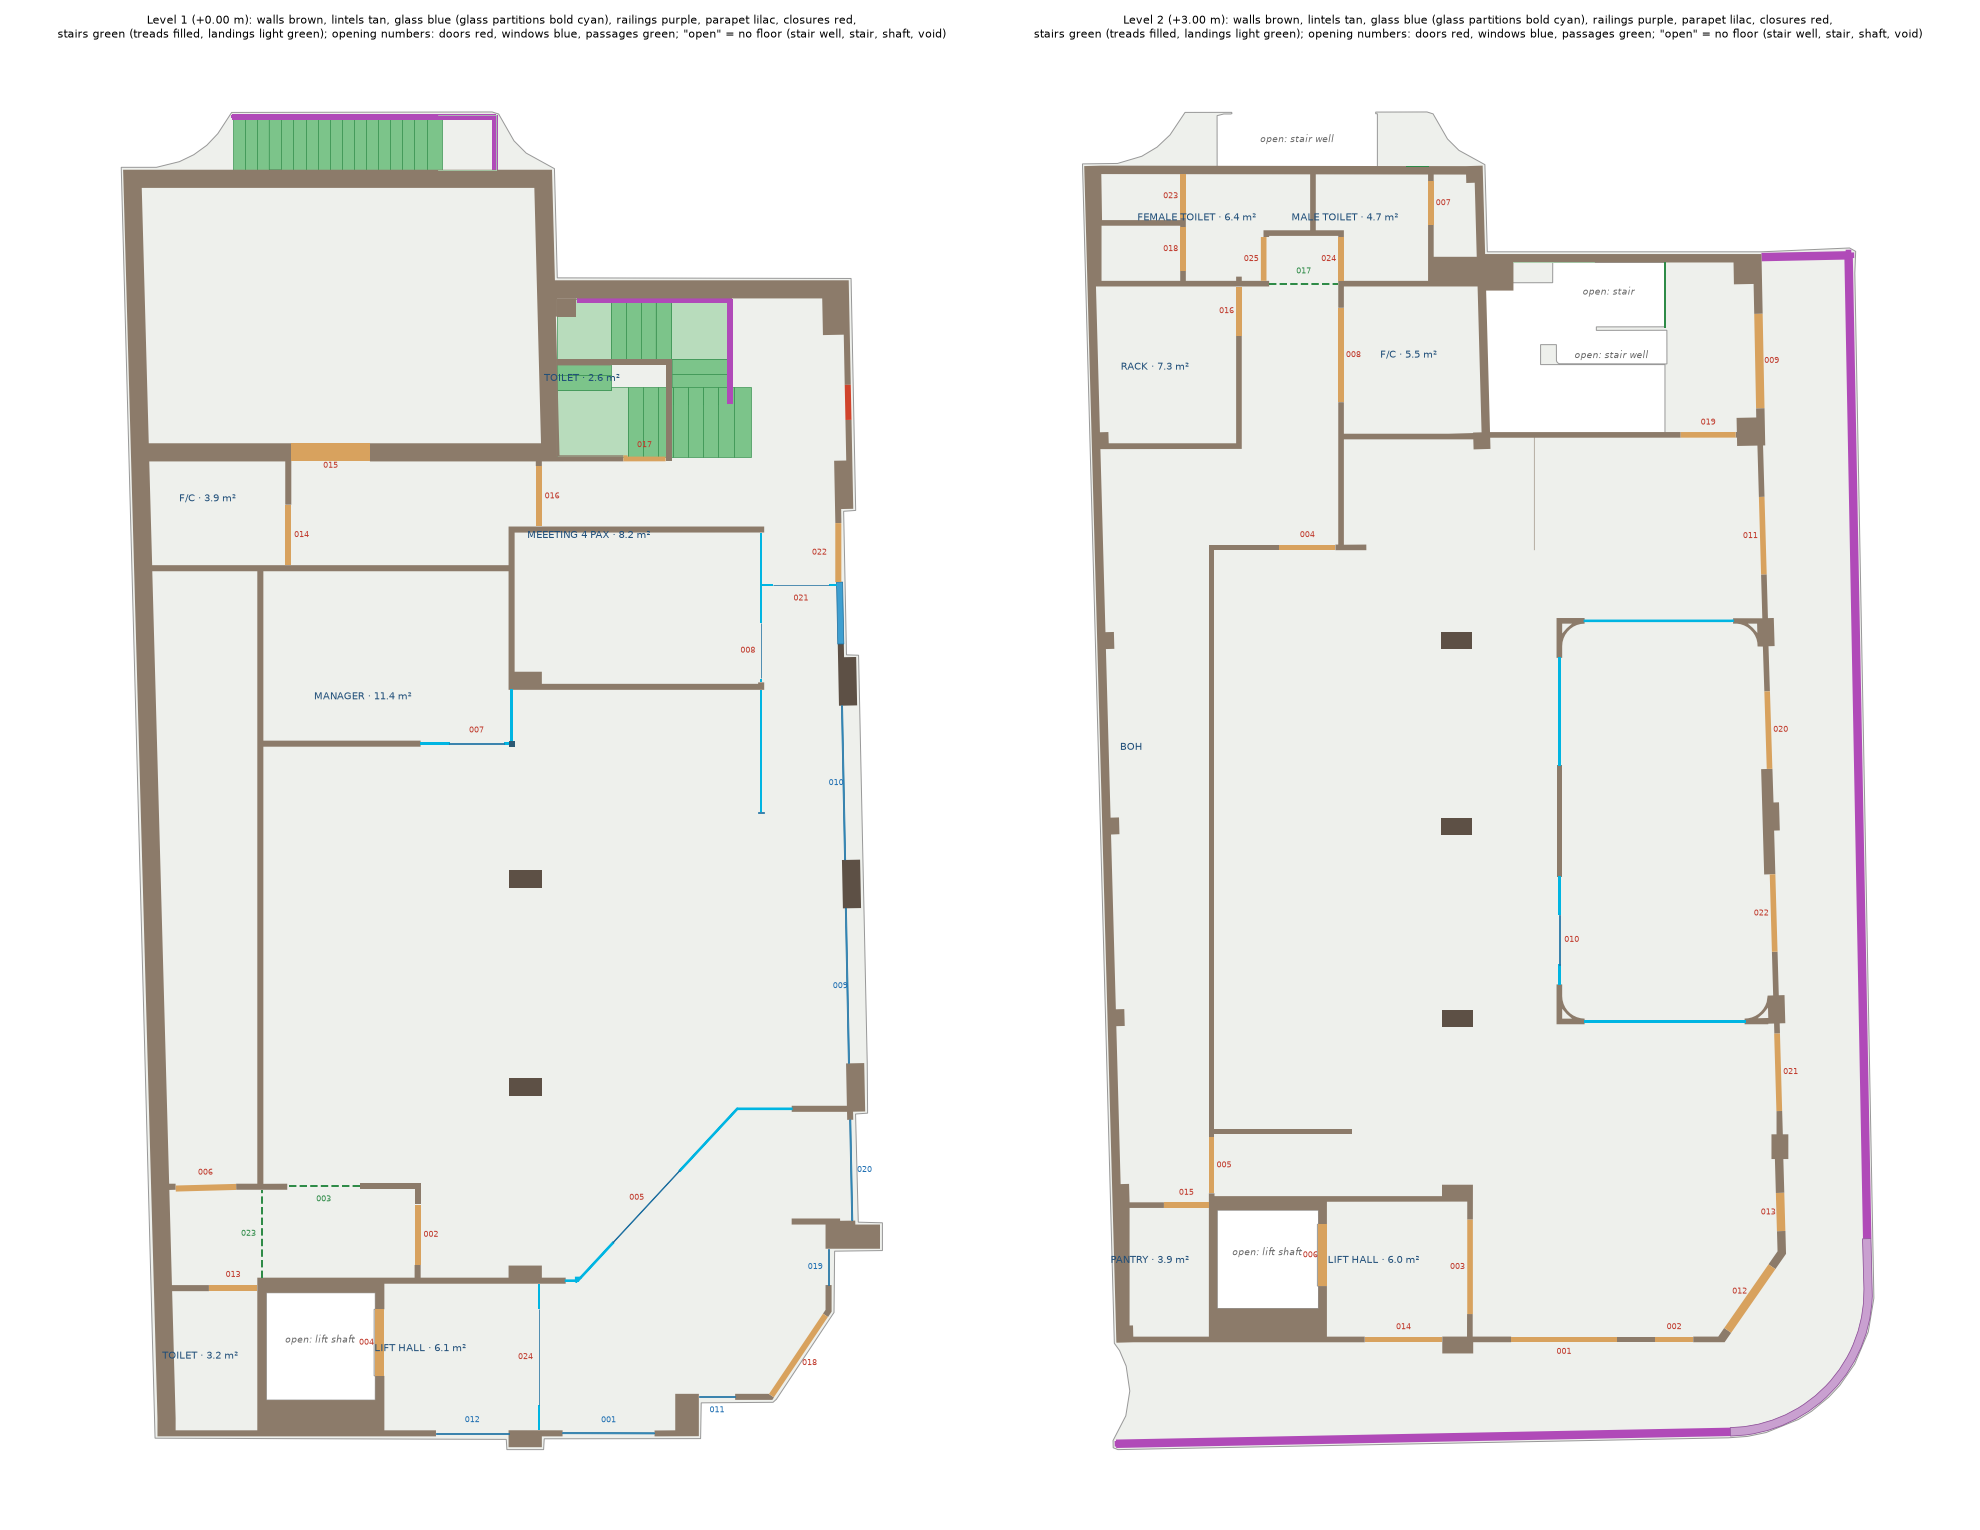 Level 1 (+0.00 m): walls brown, lintels tan, glass blue (glass partitions bold cyan), railings purple, parapet lilac, closures red,
stairs green (treads filled, landings light green); opening numbers: doors red, windows blue, passages green; "open" = no floor (stair well, stair, shaft, void)
015
F/C · 3.9 m²
014
TOILET · 2.6 m²
017
016
MEEETING 4 PAX · 8.2 m²
022
021
008
MANAGER · 11.4 m²
007
010
009
006
003
023
002
005
020
013
019
open: lift shaft
004
TOILET · 3.2 m²
LIFT HALL · 6.1 m²
024
018
012
001
011
Level 2 (+3.00 m): walls brown, lintels tan, glass blue (glass partitions bold cyan), railings purple, parapet lilac, closures red,
stairs green (treads filled, landings light green); opening numbers: doors red, windows blue, passages green; "open" = no floor (stair well, stair, shaft, void)
open: stair well
023
007
FEMALE TOILET · 6.4 m²
MALE TOILET · 4.7 m²
018
025
024
017
open: stair
016
008
F/C · 5.5 m²
open: stair well
009
RACK · 7.3 m²
019
004
011
020
BOH
022
010
021
005
015
013
PANTRY · 3.9 m²
open: lift shaft
006
LIFT HALL · 6.0 m²
003
012
014
002
001